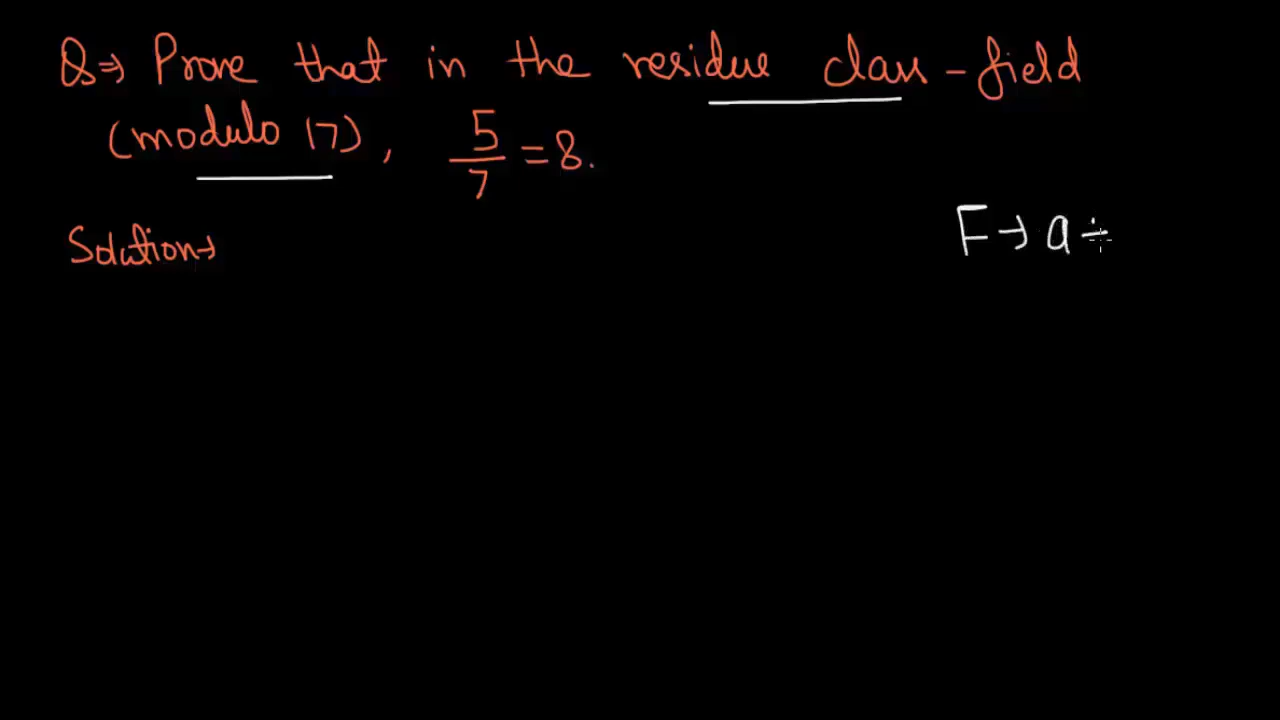 Q⇒ Prove that in the residue class-field
(modulo 17), 5/7 = 8.
Solution→
F→ a ÷